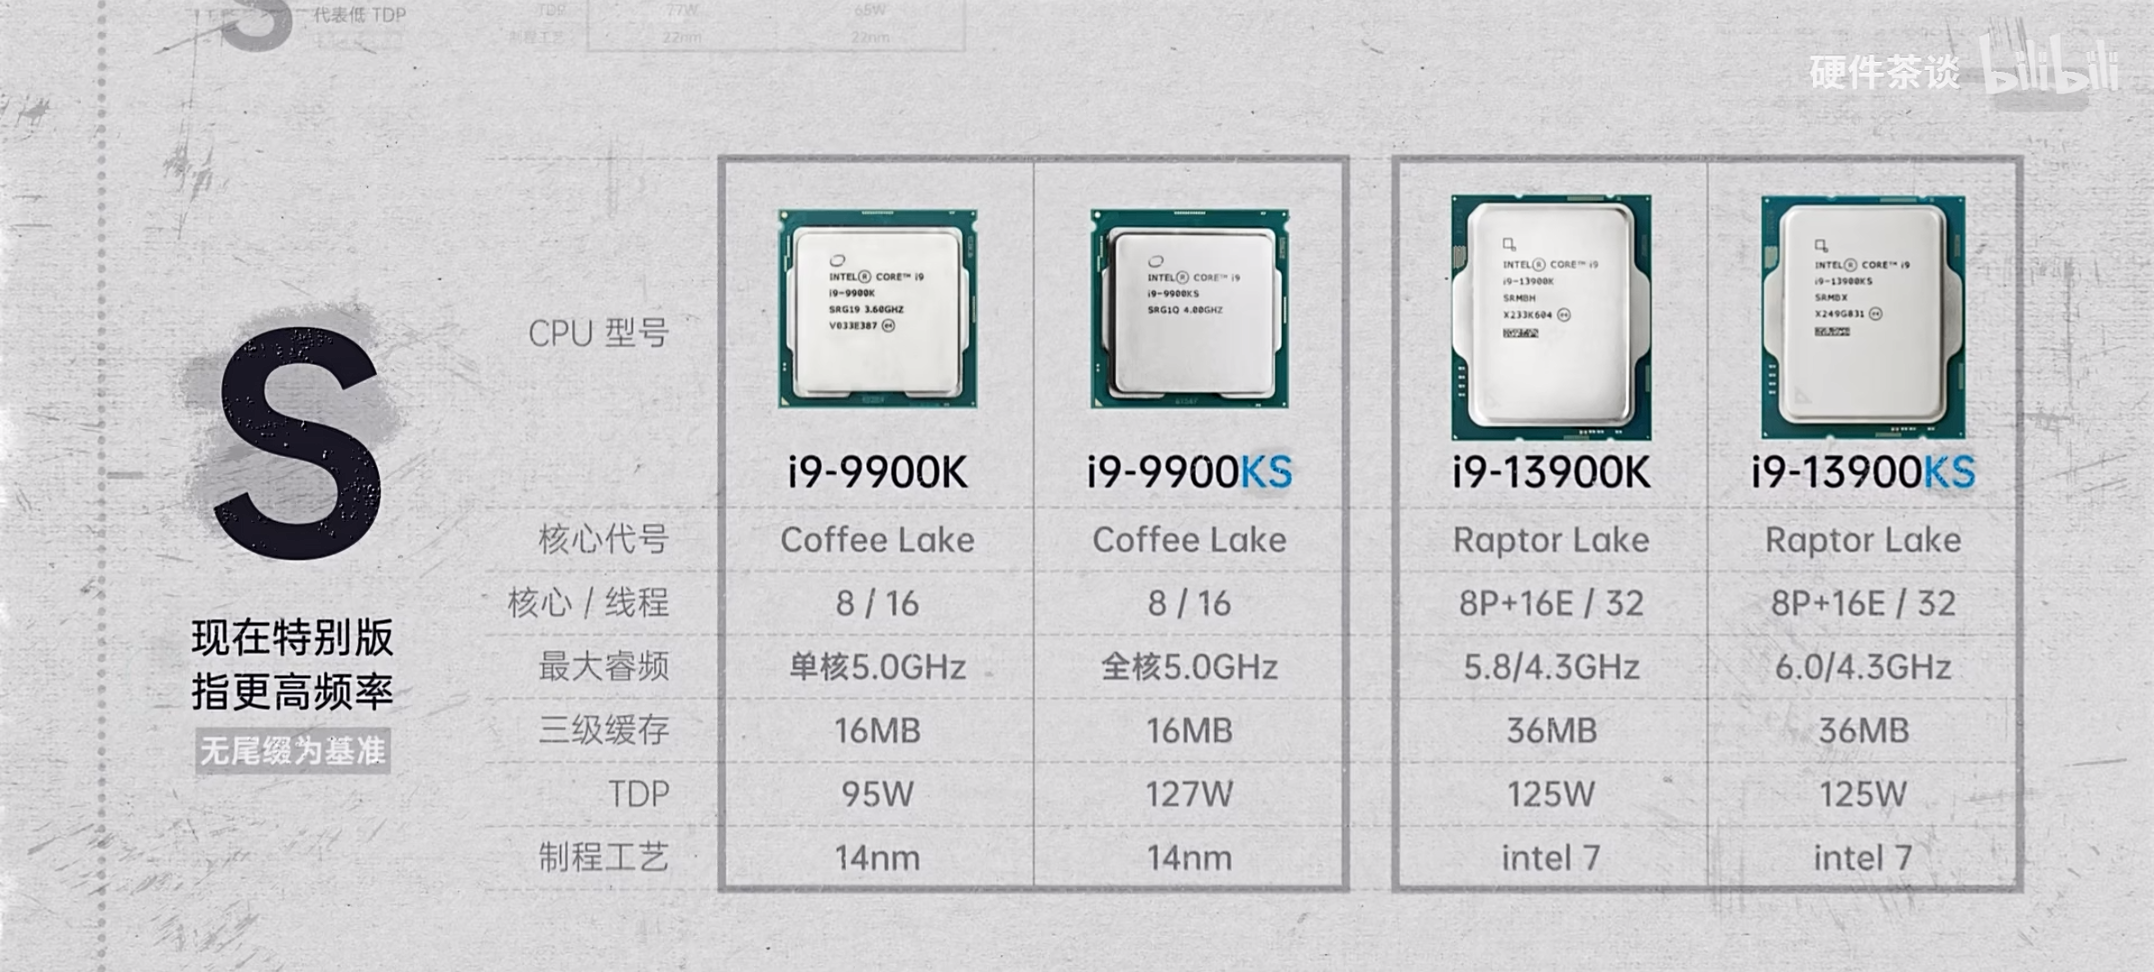 代表低 TDP
TDP 77W 65W
制程工艺 22nm 22nm
硬件茶谈 bilibili
S
现在特别版
指更高频率
无尾缀为基准
CPU 型号
INTEL® CORE™ i9
i9-9900K
SRG19 3.60GHZ
V033E387
INTEL® CORE™ i9
i9-9900KS
SRG1Q 4.00GHZ
INTEL® CORE™ i9
i9-13900K
SRMBH
X233K604
INTEL® CORE™ i9
i9-13900KS
SRMBX
X249G831
i9-9900K i9-9900KS i9-13900K i9-13900KS
核心代号 Coffee Lake Coffee Lake Raptor Lake Raptor Lake
核心 / 线程 8 / 16 8 / 16 8P+16E / 32 8P+16E / 32
最大睿频 单核5.0GHz 全核5.0GHz 5.8/4.3GHz 6.0/4.3GHz
三级缓存 16MB 16MB 36MB 36MB
TDP 95W 127W 125W 125W
制程工艺 14nm 14nm intel 7 intel 7